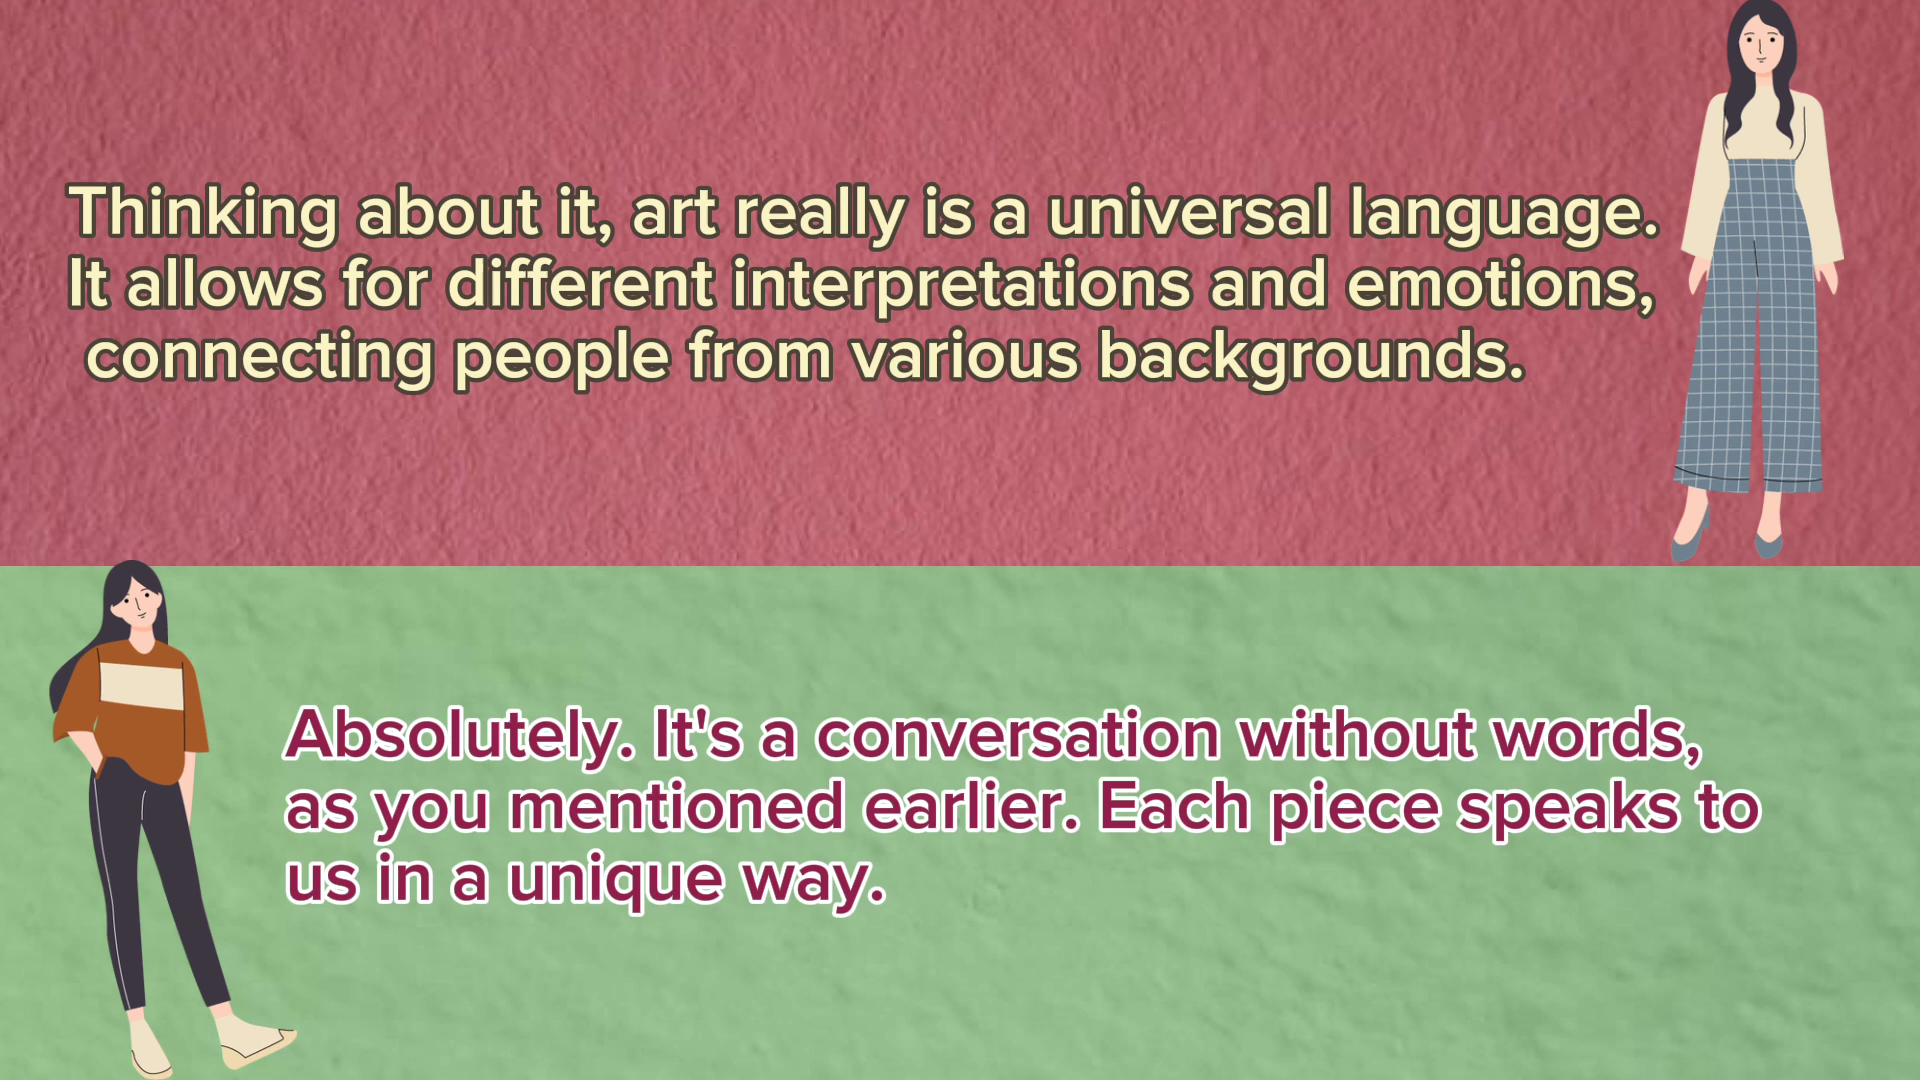 Thinking about it, art really is a universal language.
It allows for different interpretations and emotions,
connecting people from various backgrounds.
Absolutely. It's a conversation without words,
as you mentioned earlier. Each piece speaks to
us in a unique way.